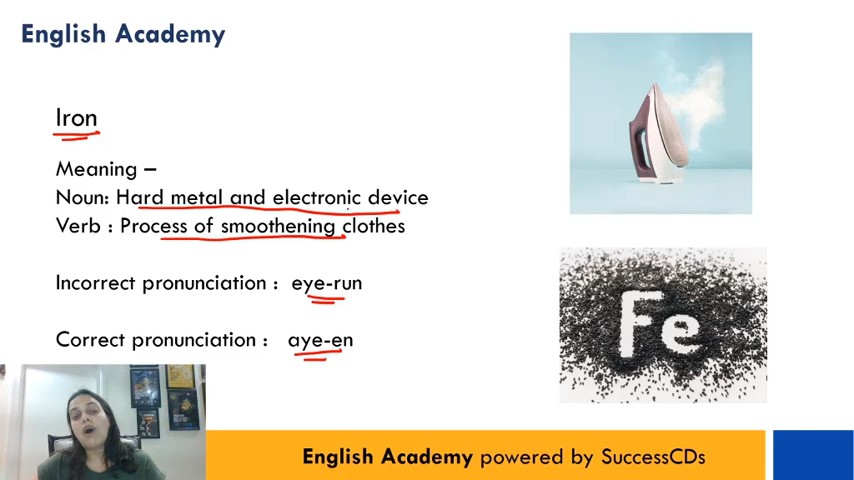 English Academy
Iron
Meaning –
Noun: Hard metal and electronic device
Verb : Process of smoothening clothes
Incorrect pronunciation : eye-run
Correct pronunciation : aye-en
Fe
English Academy powered by SuccessCDs